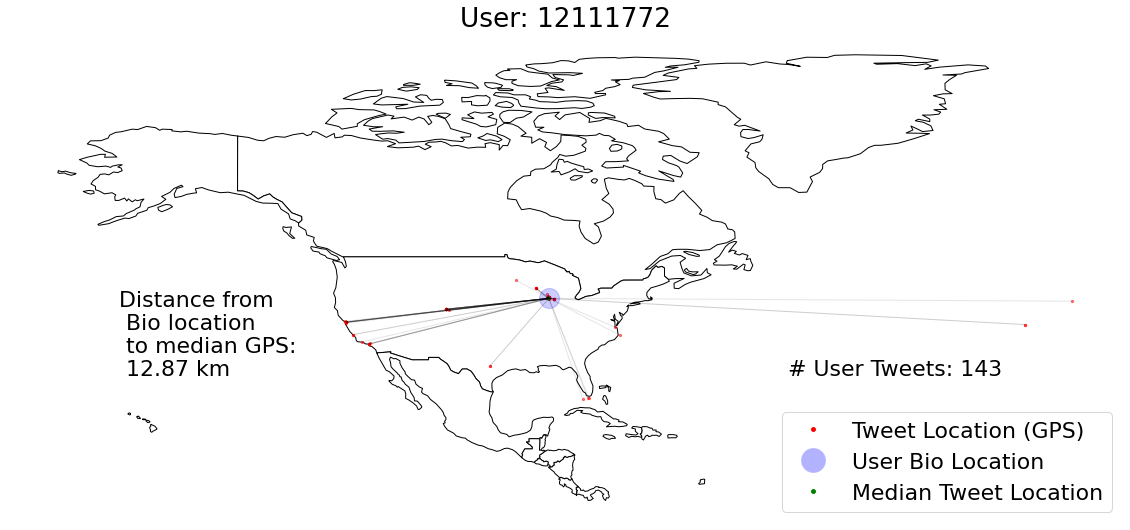 User: 12111772
Distance from
Bio location
to median GPS:
12.87 km
# User Tweets: 143
Tweet Location (GPS)
User Bio Location
Median Tweet Location